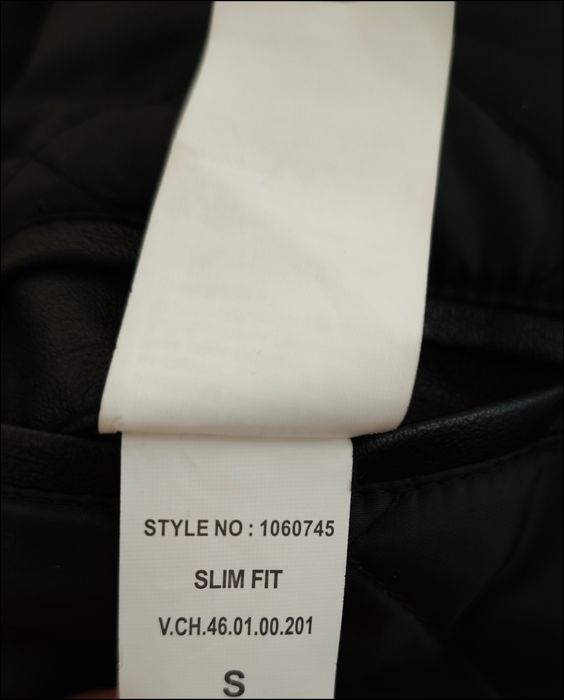 STYLE NO : 1060745
SLIM FIT
V.CH.46.01.00.201
S